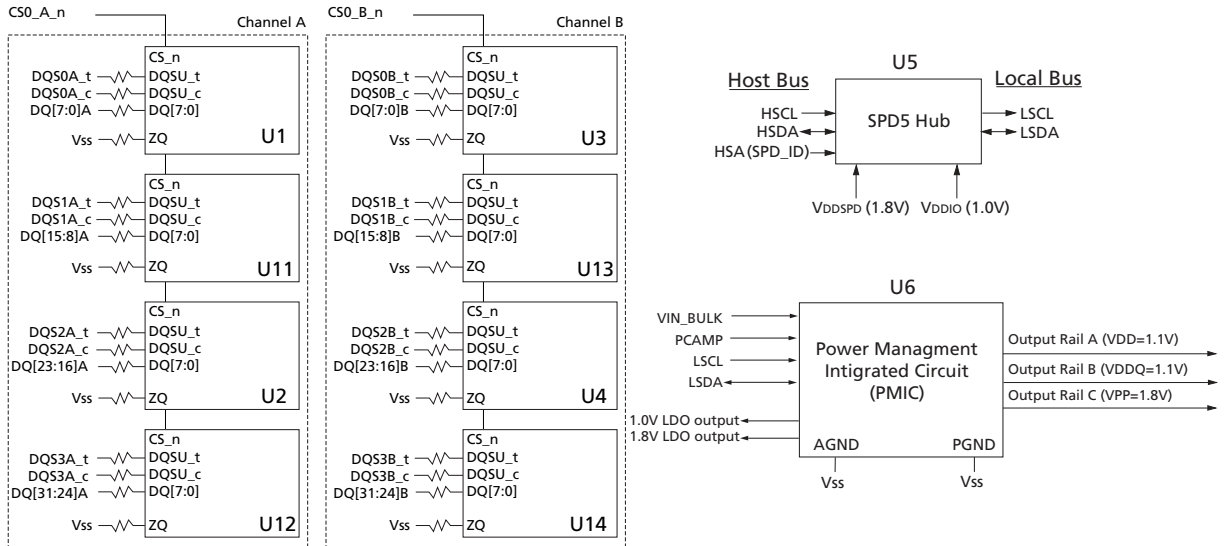 CS0_A_n
Channel A
CS_n
DQS0A_t
DQSU_t
DQS0A_c
DQSU_c
DQ[7:0]A
DQ[7:0]
Vss
ZQ
U1
CS_n
DQS1A_t
DQSU_t
DQS1A_c
DQSU_c
DQ[15:8]A
DQ[7:0]
Vss
ZQ
U11
CS_n
DQS2A_t
DQSU_t
DQS2A_c
DQSU_c
DQ[23:16]A
DQ[7:0]
Vss
ZQ
U2
CS_n
DQS3A_t
DQSU_t
DQS3A_c
DQSU_c
DQ[31:24]A
DQ[7:0]
Vss
ZQ
U12
CS0_B_n
Channel B
CS_n
DQS0B_t
DQSU_t
DQS0B_c
DQSU_c
DQ[7:0]B
DQ[7:0]
Vss
ZQ
U3
CS_n
DQS1B_t
DQSU_t
DQS1B_c
DQSU_c
DQ[15:8]B
DQ[7:0]
Vss
ZQ
U13
CS_n
DQS2B_t
DQSU_t
DQS2B_c
DQSU_c
DQ[23:16]B
DQ[7:0]
Vss
ZQ
U4
CS_n
DQS3B_t
DQSU_t
DQS3B_c
DQSU_c
DQ[31:24]B
DQ[7:0]
Vss
ZQ
U14
U5
Host Bus
Local Bus
HSCL
HSDA
HSA (SPD_ID)
SPD5 Hub
LSCL
LSDA
VDDSPD (1.8V)
VDDIO (1.0V)
U6
VIN_BULK
PCAMP
LSCL
LSDA
1.0V LDO output
1.8V LDO output
Power Managment
Intigrated Circuit
(PMIC)
AGND
PGND
Vss
Vss
Output Rail A (VDD=1.1V)
Output Rail B (VDDQ=1.1V)
Output Rail C (VPP=1.8V)